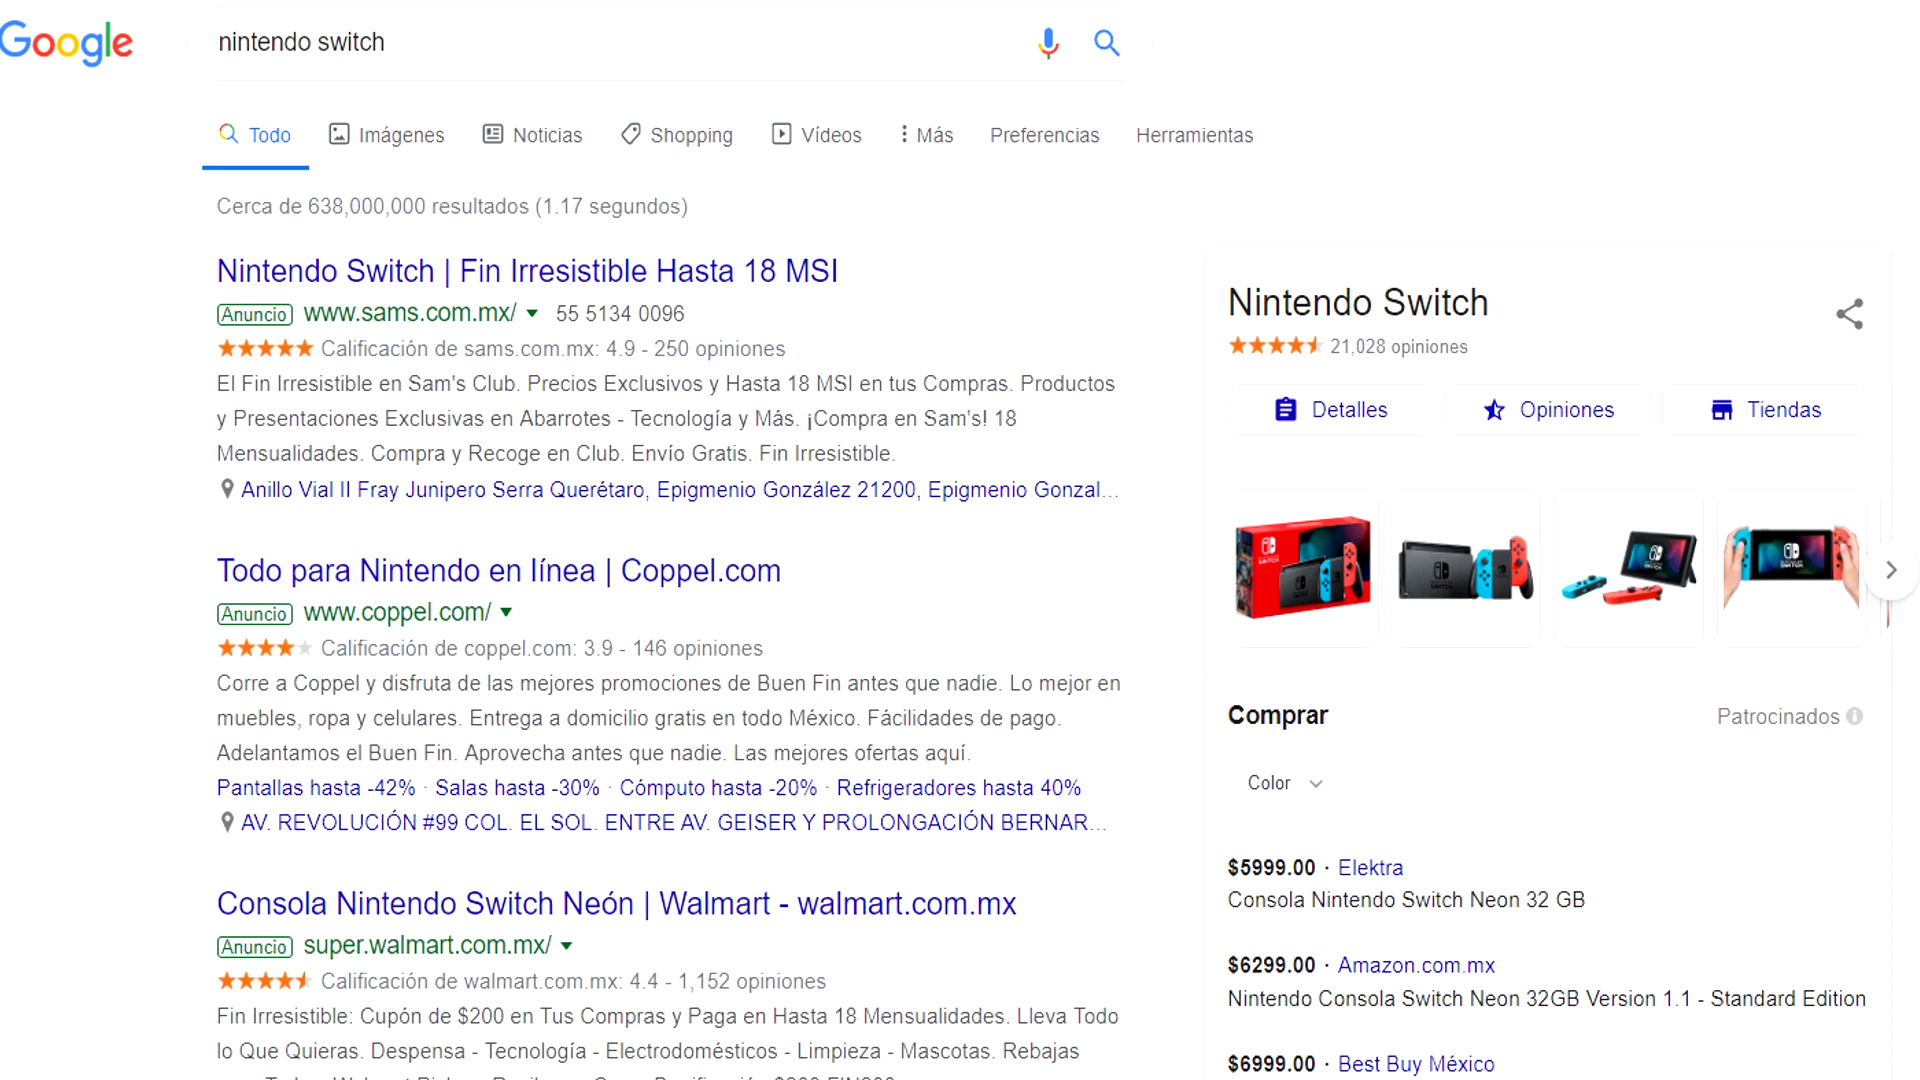 Google
nintendo switch
Todo Imágenes Noticias Shopping Vídeos Más Preferencias Herramientas
Cerca de 638,000,000 resultados (1.17 segundos)
Nintendo Switch | Fin Irresistible Hasta 18 MSI
Anuncio www.sams.com.mx/ 55 5134 0096
Calificación de sams.com.mx: 4.9 - 250 opiniones
El Fin Irresistible en Sam's Club. Precios Exclusivos y Hasta 18 MSI en tus Compras. Productos
y Presentaciones Exclusivas en Abarrotes - Tecnología y Más. ¡Compra en Sam's! 18
Mensualidades. Compra y Recoge en Club. Envío Gratis. Fin Irresistible.
Anillo Vial II Fray Junipero Serra Querétaro, Epigmenio González 21200, Epigmenio Gonzal...
Todo para Nintendo en línea | Coppel.com
Anuncio www.coppel.com/
Calificación de coppel.com: 3.9 - 146 opiniones
Corre a Coppel y disfruta de las mejores promociones de Buen Fin antes que nadie. Lo mejor en
muebles, ropa y celulares. Entrega a domicilio gratis en todo México. Fácilidades de pago.
Adelantamos el Buen Fin. Aprovecha antes que nadie. Las mejores ofertas aquí.
Pantallas hasta -42% · Salas hasta -30% · Cómputo hasta -20% · Refrigeradores hasta 40%
AV. REVOLUCIÓN #99 COL. EL SOL. ENTRE AV. GEISER Y PROLONGACIÓN BERNAR...
Consola Nintendo Switch Neón | Walmart - walmart.com.mx
Anuncio super.walmart.com.mx/
Calificación de walmart.com.mx: 4.4 - 1,152 opiniones
Fin Irresistible: Cupón de $200 en Tus Compras y Paga en Hasta 18 Mensualidades. Lleva Todo
lo Que Quieras. Despensa - Tecnología - Electrodomésticos - Limpieza - Mascotas. Rebajas
Nintendo Switch
21,028 opiniones
Detalles Opiniones Tiendas
Comprar Patrocinados
Color
$5999.00 · Elektra
Consola Nintendo Switch Neon 32 GB
$6299.00 · Amazon.com.mx
Nintendo Consola Switch Neon 32GB Version 1.1 - Standard Edition
$6999.00 · Best Buy México